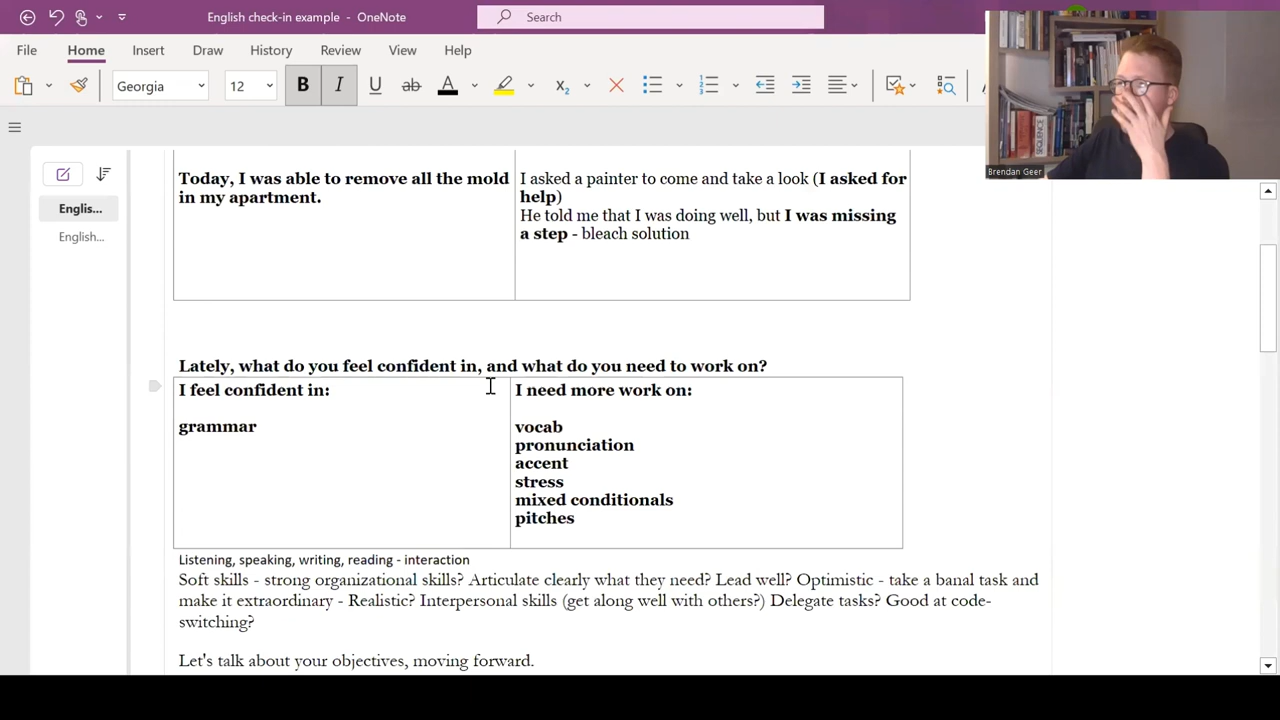 English check-in example - OneNote
Search
File Home Insert Draw History Review View Help
Georgia 12 B I U ab A x₂
Brendan Geer
Englis...
English...
Today, I was able to remove all the mold
in my apartment.
I asked a painter to come and take a look (I asked for
help)
He told me that I was doing well, but I was missing
a step - bleach solution
Lately, what do you feel confident in, and what do you need to work on?
I feel confident in:
grammar
I need more work on:
vocab
pronunciation
accent
stress
mixed conditionals
pitches
Listening, speaking, writing, reading - interaction
Soft skills - strong organizational skills? Articulate clearly what they need? Lead well? Optimistic - take a banal task and
make it extraordinary - Realistic? Interpersonal skills (get along well with others?) Delegate tasks? Good at code-
switching?
Let's talk about your objectives, moving forward.